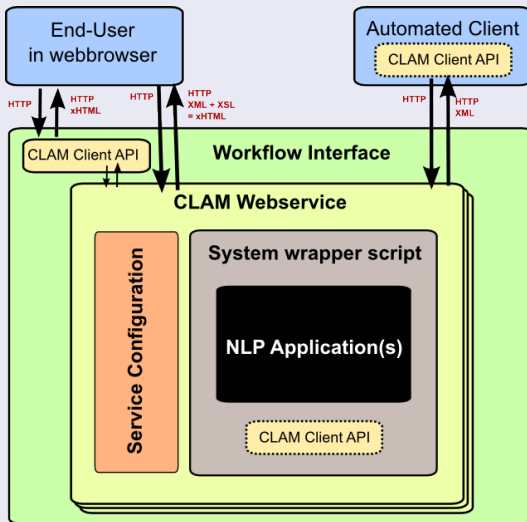 End-User
in webbrowser
Automated Client
CLAM Client API
HTTP
HTTP
xHTML
HTTP
HTTP
XML + XSL
= xHTML
HTTP
HTTP
XML
CLAM Client API
Workflow Interface
CLAM Webservice
Service Configuration
System wrapper script
NLP Application(s)
CLAM Client API